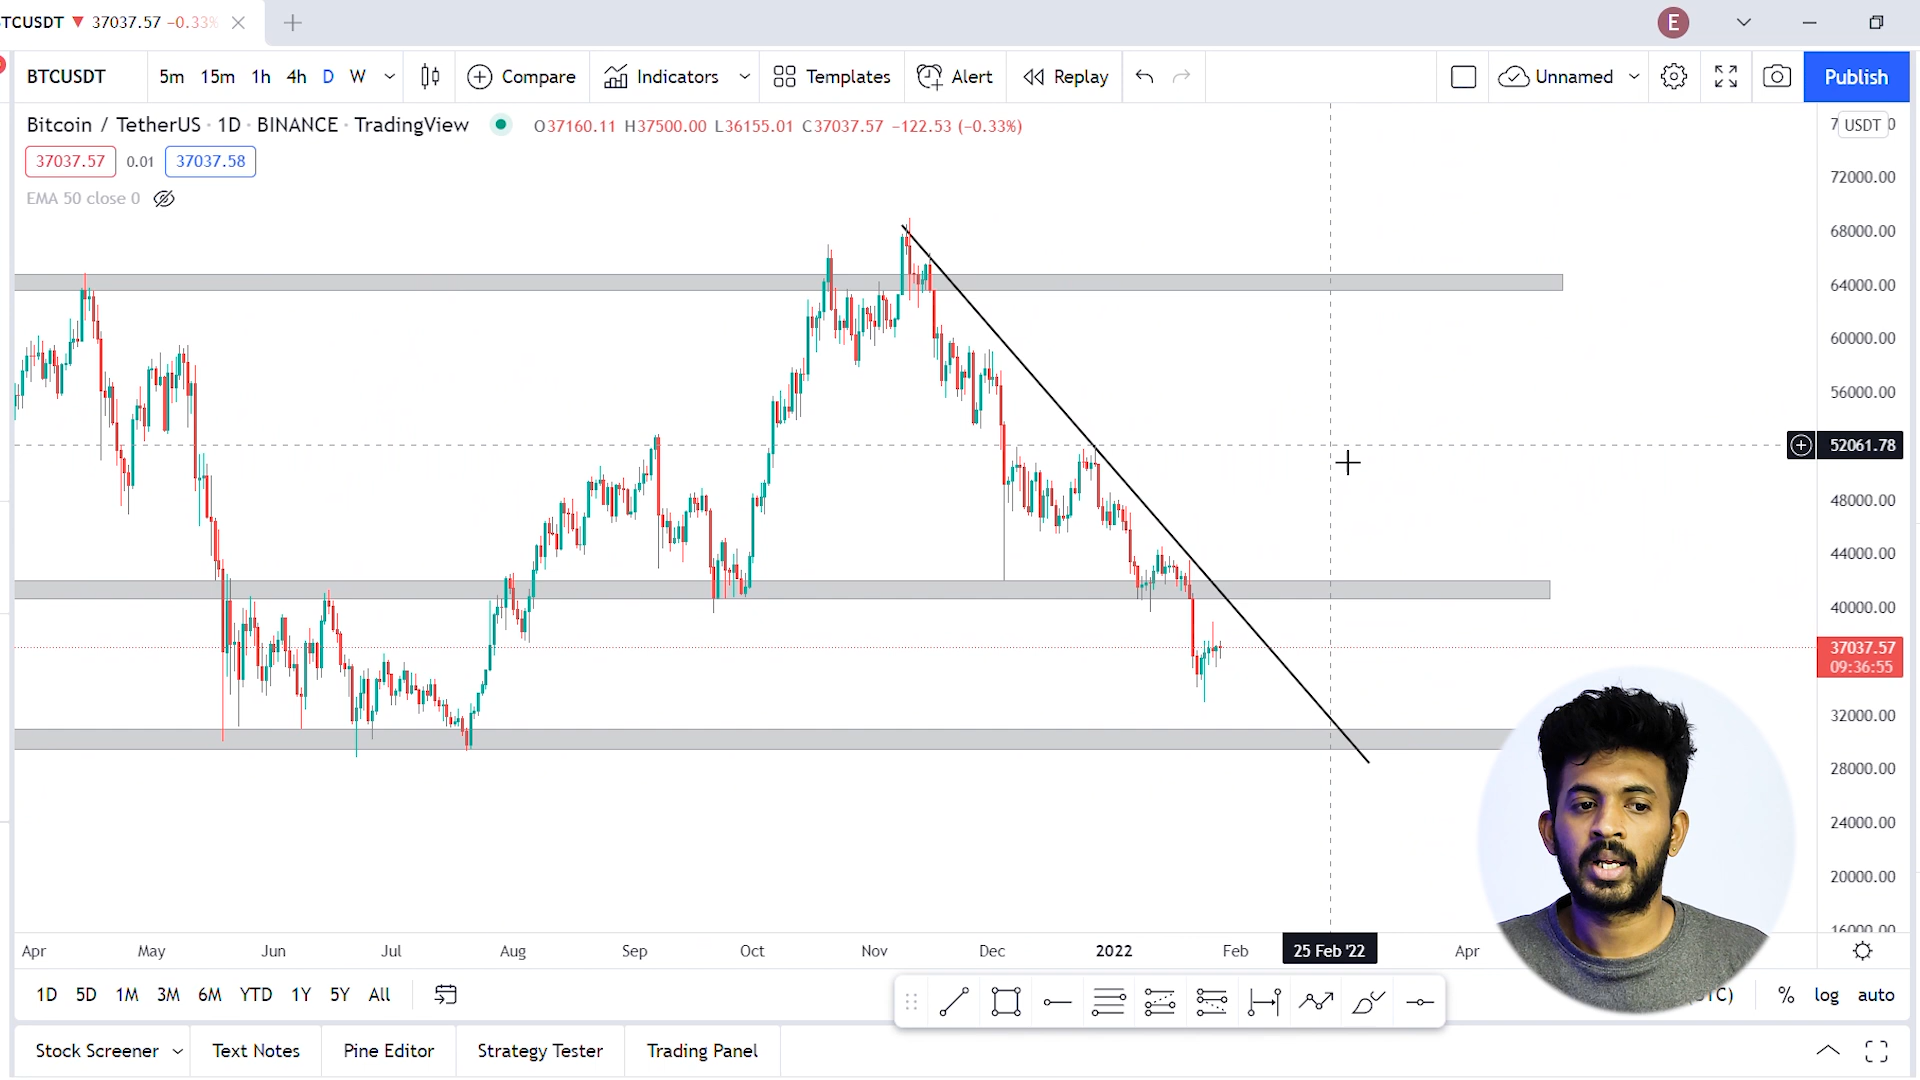 TCUSDT ▼ 37037.57 −0.33%
E
BTCUSDT 5m 15m 1h 4h D W Compare Indicators Templates Alert Replay Unnamed Publish
Bitcoin / TetherUS · 1D · BINANCE · TradingView O37160.11 H37500.00 L36155.01 C37037.57 −122.53 (−0.33%)
USDT
37037.57 0.01 37037.58
EMA 50 close 0
72000.00
68000.00
64000.00
60000.00
56000.00
52061.78
48000.00
44000.00
40000.00
37037.57
09:36:55
32000.00
28000.00
24000.00
20000.00
16000.00
Apr May Jun Jul Aug Sep Oct Nov Dec 2022 Feb 25 Feb '22 Apr
1D 5D 1M 3M 6M YTD 1Y 5Y All % log auto
Stock Screener Text Notes Pine Editor Strategy Tester Trading Panel